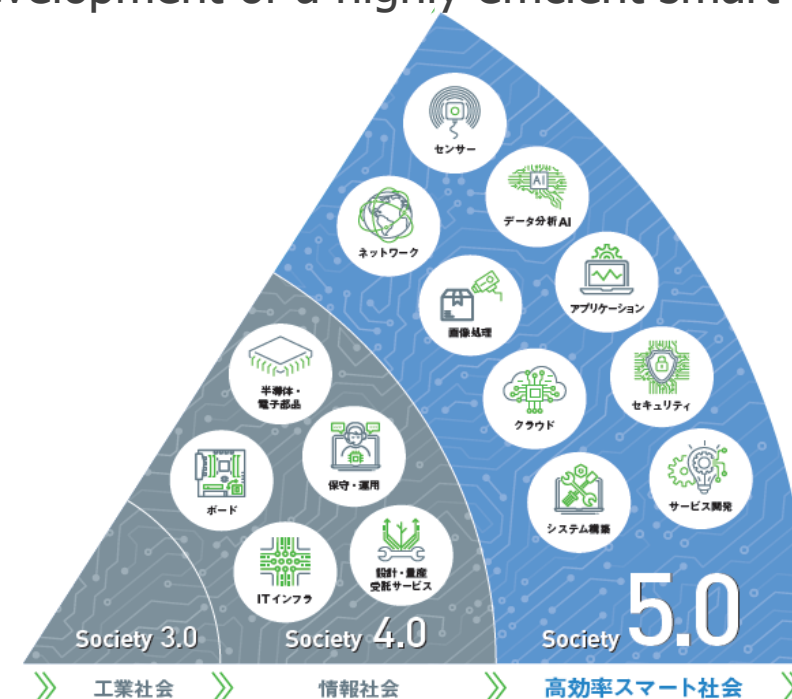 velopment of a highly efficient smart
センサー
データ分析AI
ネットワーク
アプリケーション
画像処理
半導体・
電子部品
セキュリティ
クラウド
保守・運用
ボード
サービス開発
システム構築
設計・量産
受託サービス
ITインフラ
Society 3.0
Society 4.0
Society 5.0
工業社会
情報社会
高効率スマート社会